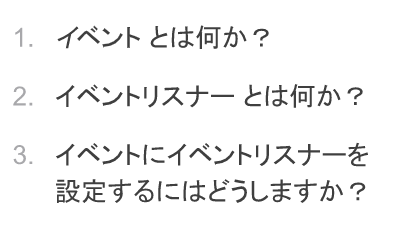 1. イベント とは何か？
2. イベントリスナー とは何か？
3. イベントにイベントリスナーを
設定するにはどうしますか？